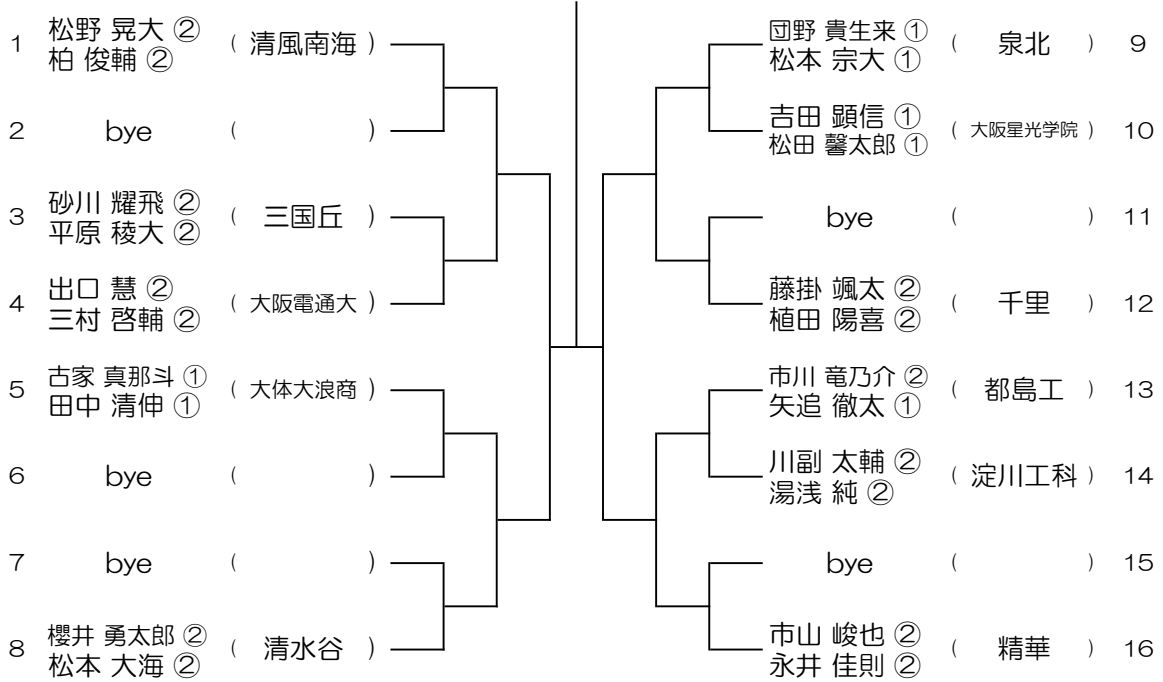 1 松野 晃大 ② ( 清風南海 )
柏 俊輔 ②
2 bye ( )
3 砂川 耀飛 ② ( 三国丘 )
平原 稜大 ②
4 出口 慧 ② ( 大阪電通大 )
三村 啓輔 ②
5 古家 真那斗 ① ( 大体大浪商 )
田中 清伸 ①
6 bye ( )
7 bye ( )
8 櫻井 勇太郎 ② ( 清水谷 )
松本 大海 ②
団野 貴生来 ① ( 泉北 ) 9
松本 宗大 ①
吉田 顕信 ① ( 大阪星光学院 ) 10
松田 馨太郎 ①
bye ( ) 11
藤掛 颯太 ② ( 千里 ) 12
植田 陽喜 ②
市川 竜乃介 ② ( 都島工 ) 13
矢追 徹太 ①
川副 太輔 ② ( 淀川工科 ) 14
湯浅 純 ②
bye ( ) 15
市山 峻也 ② ( 精華 ) 16
永井 佳則 ②